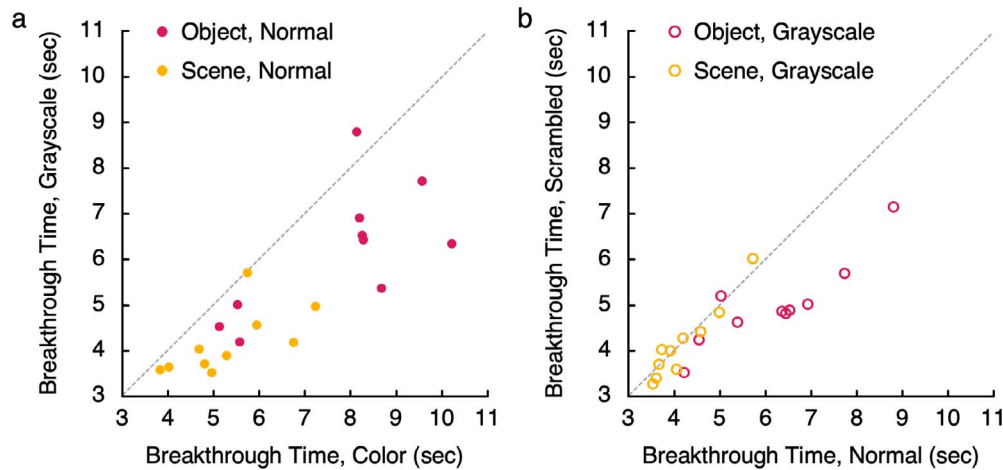 a
Object, Normal
Scene, Normal
Breakthrough Time, Grayscale (sec)
11
10
9
8
7
6
5
4
3
3 4 5 6 7 8 9 10 11
Breakthrough Time, Color (sec)
b
Object, Grayscale
Scene, Grayscale
Breakthrough Time, Scrambled (sec)
11
10
9
8
7
6
5
4
3
3 4 5 6 7 8 9 10 11
Breakthrough Time, Normal (sec)